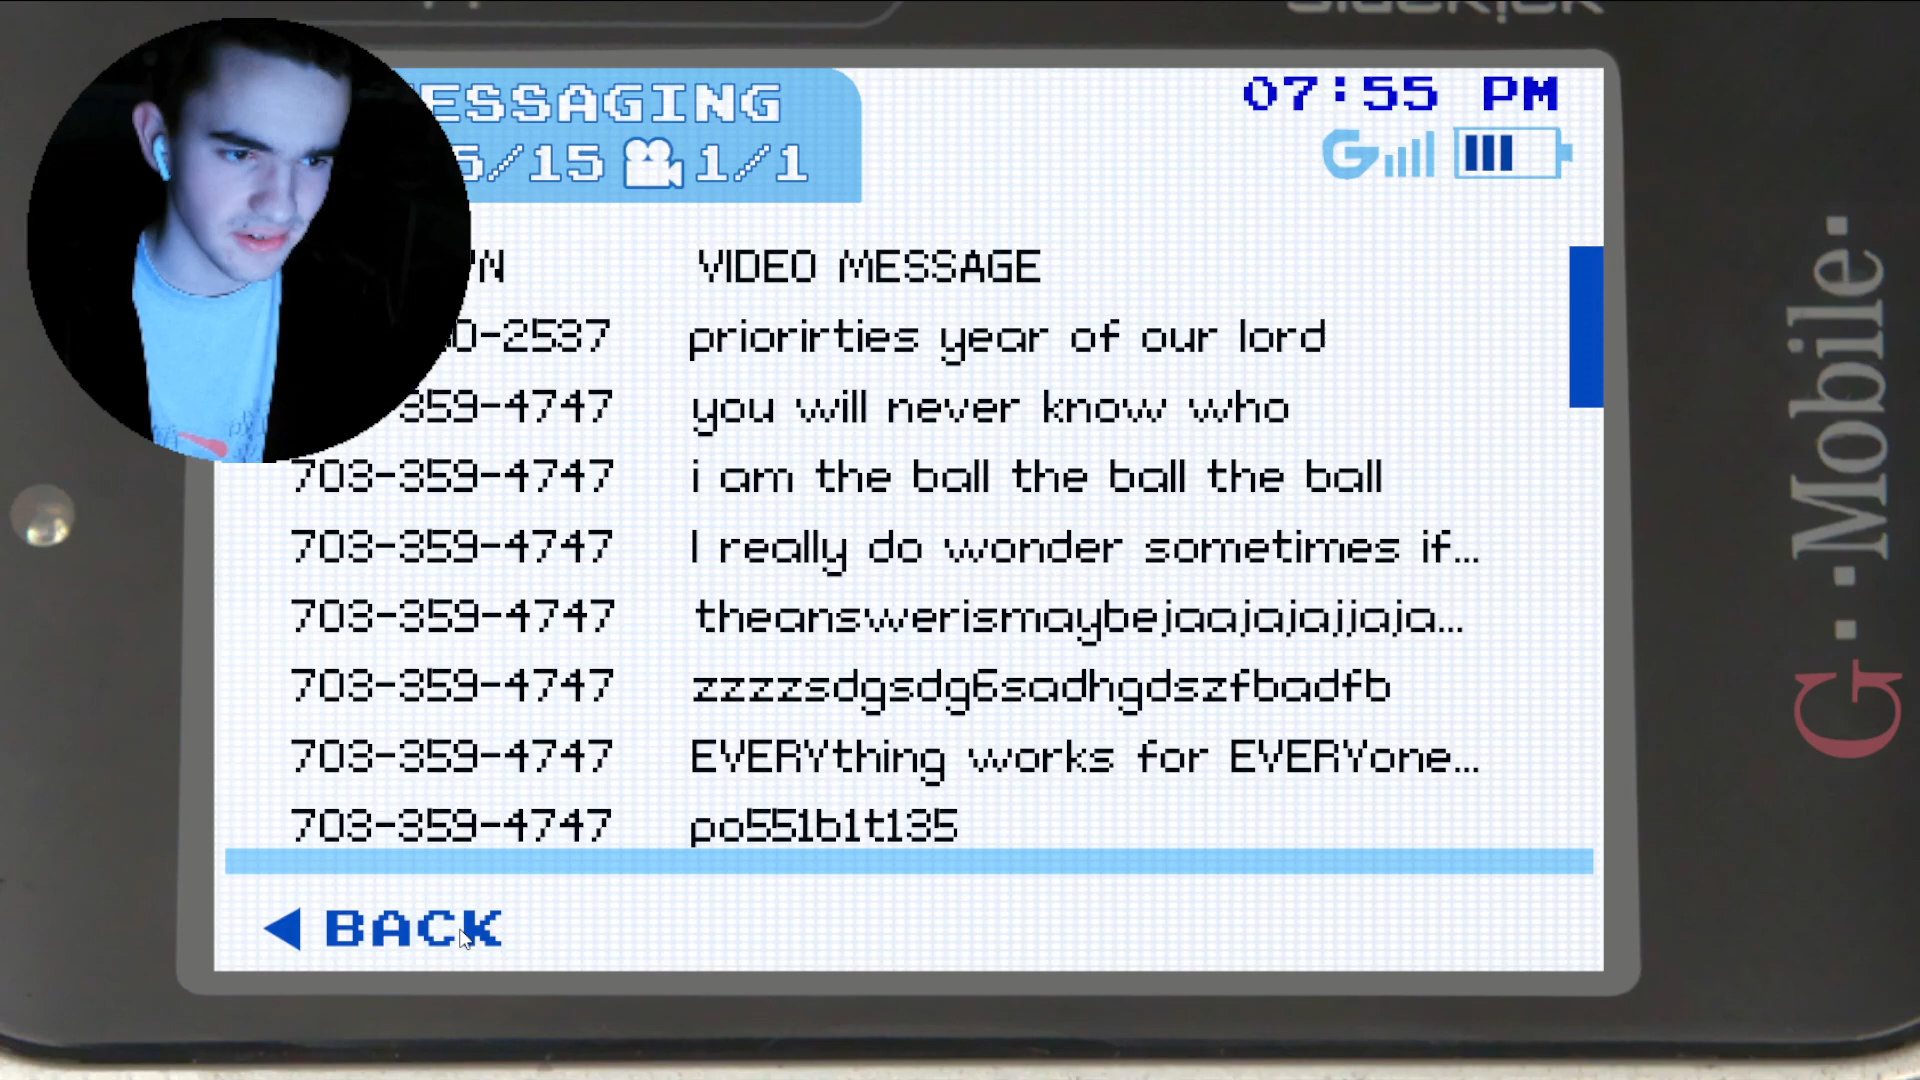 ESSAGING
5/15 1/1
07:55 PM
G
N VIDEO MESSAGE
0-2537 priorirties year of our lord
359-4747 you will never know who
703-359-4747 i am the ball the ball the ball
703-359-4747 I really do wonder sometimes if...
703-359-4747 theanswerismaybejaajajajjaja...
703-359-4747 zzzzsdgsdg6sadhgdszfbadfb
703-359-4747 EVERYthing works for EVERYone...
703-359-4747 po551b1t135
BACK
sidekick
G··Mobile·